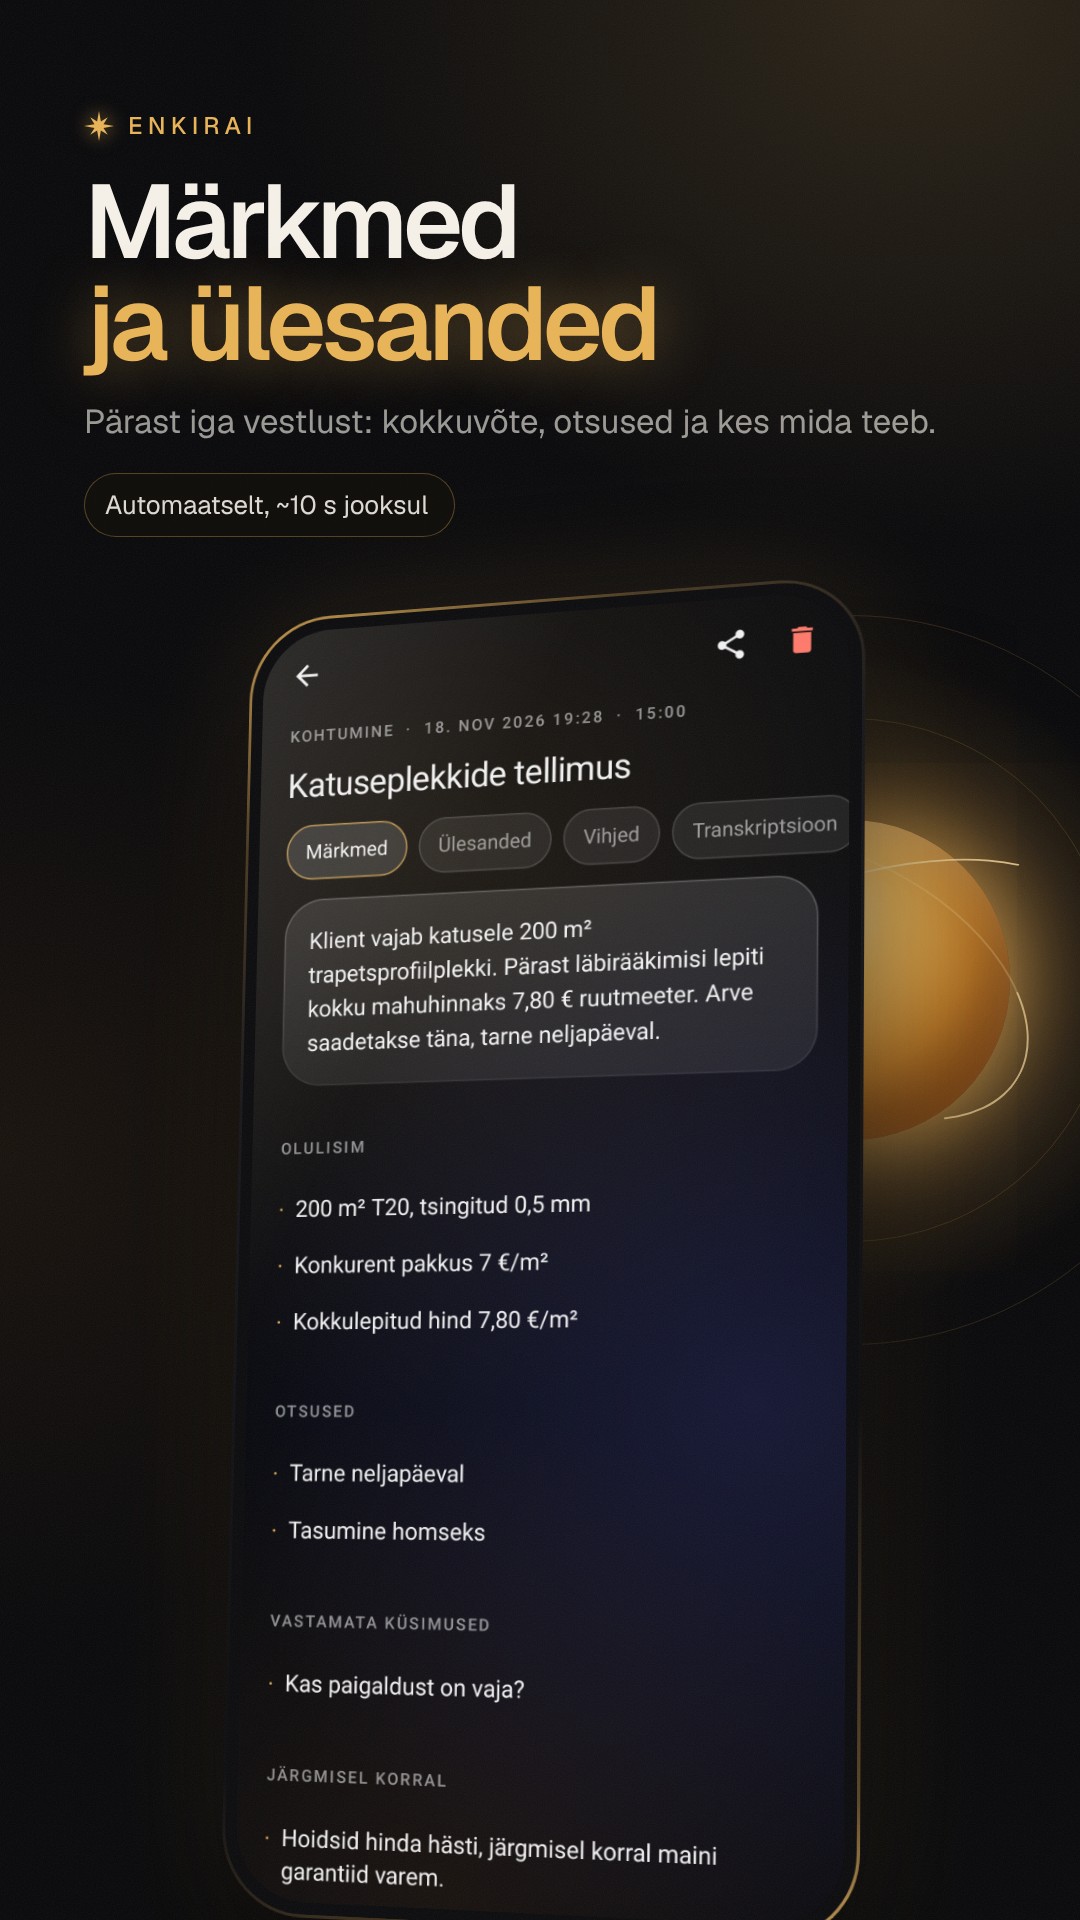 ENKIRAI
Märkmed
ja ülesanded
Pärast iga vestlust: kokkuvõte, otsused ja kes mida teeb.
Automaatselt, ~10 s jooksul
KOHTUMINE · 18. NOV 2026 19:28 · 15:00
Katuseplekkide tellimus
Märkmed Ülesanded Vihjed Transkriptsioon
Klient vajab katusele 200 m²
trapetsprofiilplekki. Pärast läbirääkimisi lepiti
kokku mahuhinnaks 7,80 € ruutmeeter. Arve
saadetakse täna, tarne neljapäeval.
OLULISIM
· 200 m² T20, tsingitud 0,5 mm
· Konkurent pakkus 7 €/m²
· Kokkulepitud hind 7,80 €/m²
OTSUSED
· Tarne neljapäeval
· Tasumine homseks
VASTAMATA KÜSIMUSED
· Kas paigaldust on vaja?
JÄRGMISEL KORRAL
· Hoidsid hinda hästi, järgmisel korral maini
garantiid varem.